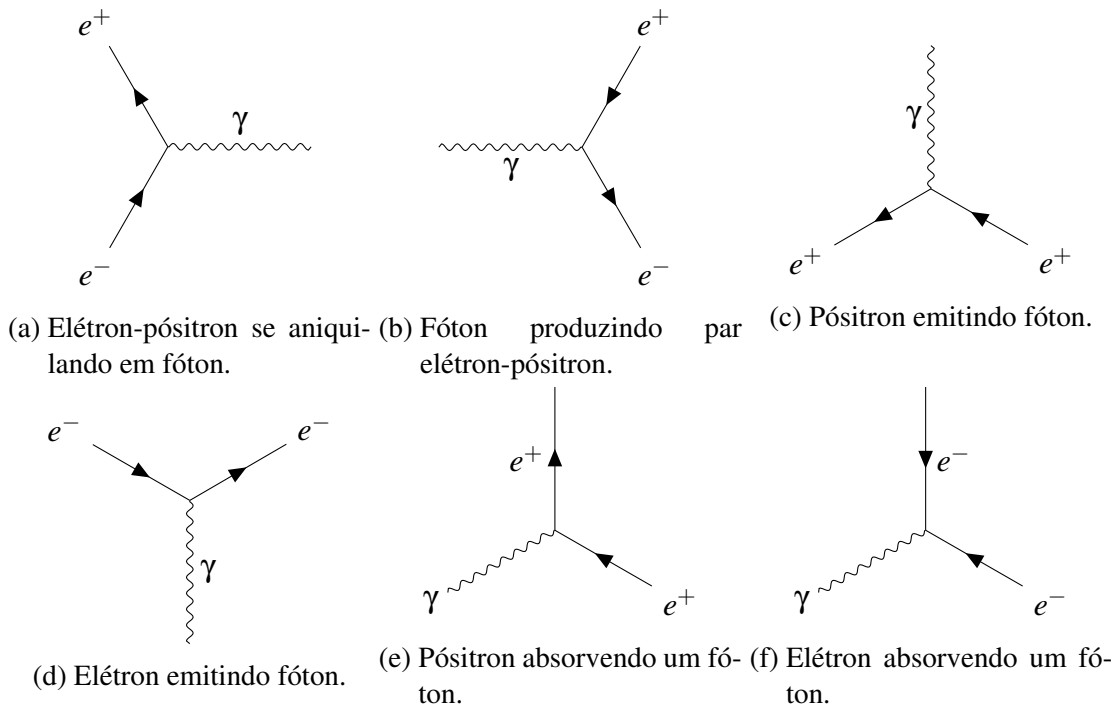 e+
γ
e−
e+
γ
e−
γ
e+
e+
(a) Elétron-pósitron se aniqui-
lando em fóton.
(b) Fóton produzindo par
elétron-pósitron.
(c) Pósitron emitindo fóton.
e−
e−
γ
(d) Elétron emitindo fóton.
e+
γ
e+
(e) Pósitron absorvendo um fó-
ton.
e−
γ
e−
(f) Elétron absorvendo um fó-
ton.